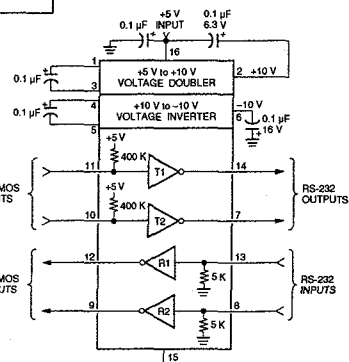 0.1 µF
+5 V
INPUT
0.1 µF
6.3 V
+
+
16
1
0.1 µF
+
3
+5 V to +10 V
VOLTAGE DOUBLER
2
+10 V
4
0.1 µF
+
5
+10 V to –10 V
VOLTAGE INVERTER
–10 V
6
0.1 µF
+
16 V
+5 V
400 K
11
T1
14
+5 V
400 K
10
T2
7
RS-232
OUTPUTS
12
R1
13
5 K
9
R2
8
5 K
RS-232
INPUTS
MOS
TS
MOS
UTS
15